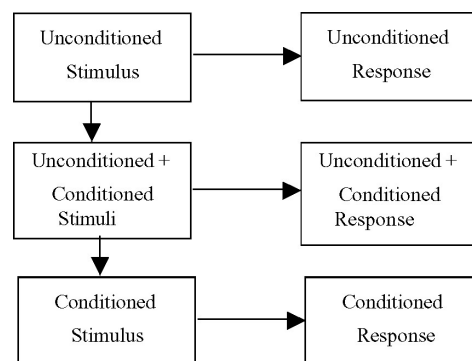 Unconditioned
Stimulus
Unconditioned
Response
Unconditioned +
Conditioned
Stimuli
Unconditioned +
Conditioned
Response
Conditioned
Stimulus
Conditioned
Response